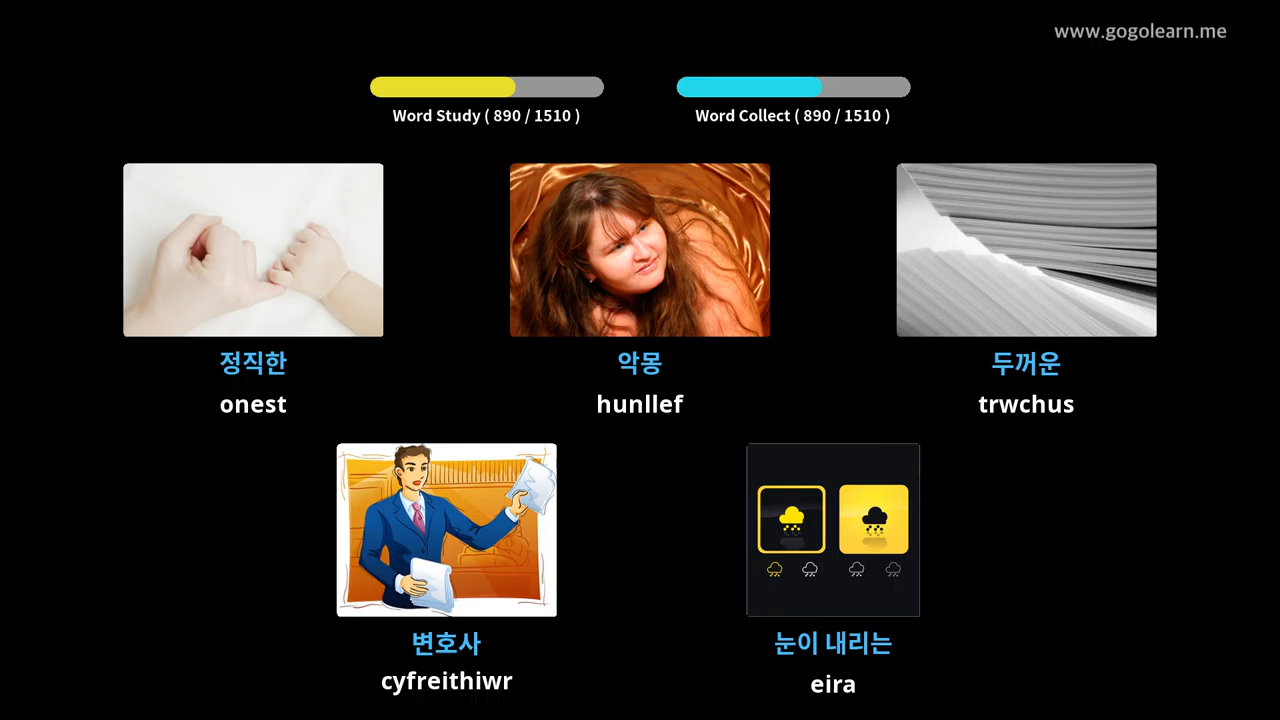 www.gogolearn.me
Word Study ( 890 / 1510 )
Word Collect ( 890 / 1510 )
정직한
onest
악몽
hunllef
두꺼운
trwchus
변호사
cyfreithiwr
눈이 내리는
eira